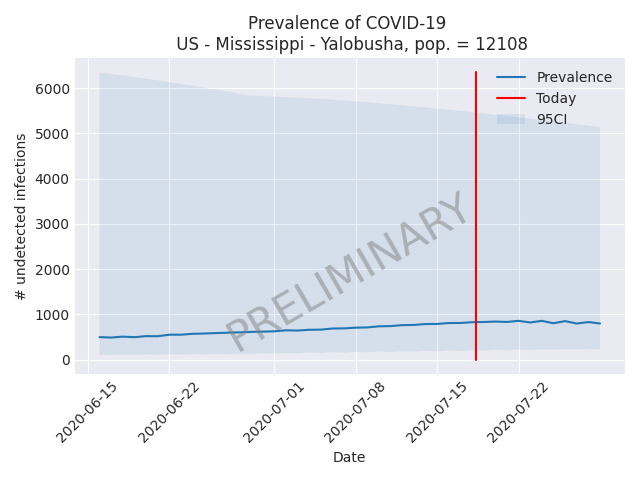 Prevalence of COVID-19
US - Mississippi - Yalobusha, pop. = 12108
Prevalence
Today
95CI
6000
5000
4000
3000
2000
1000
0
# undetected infections
PRELIMINARY
2020-06-15
2020-06-22
2020-07-01
2020-07-08
2020-07-15
2020-07-22
Date